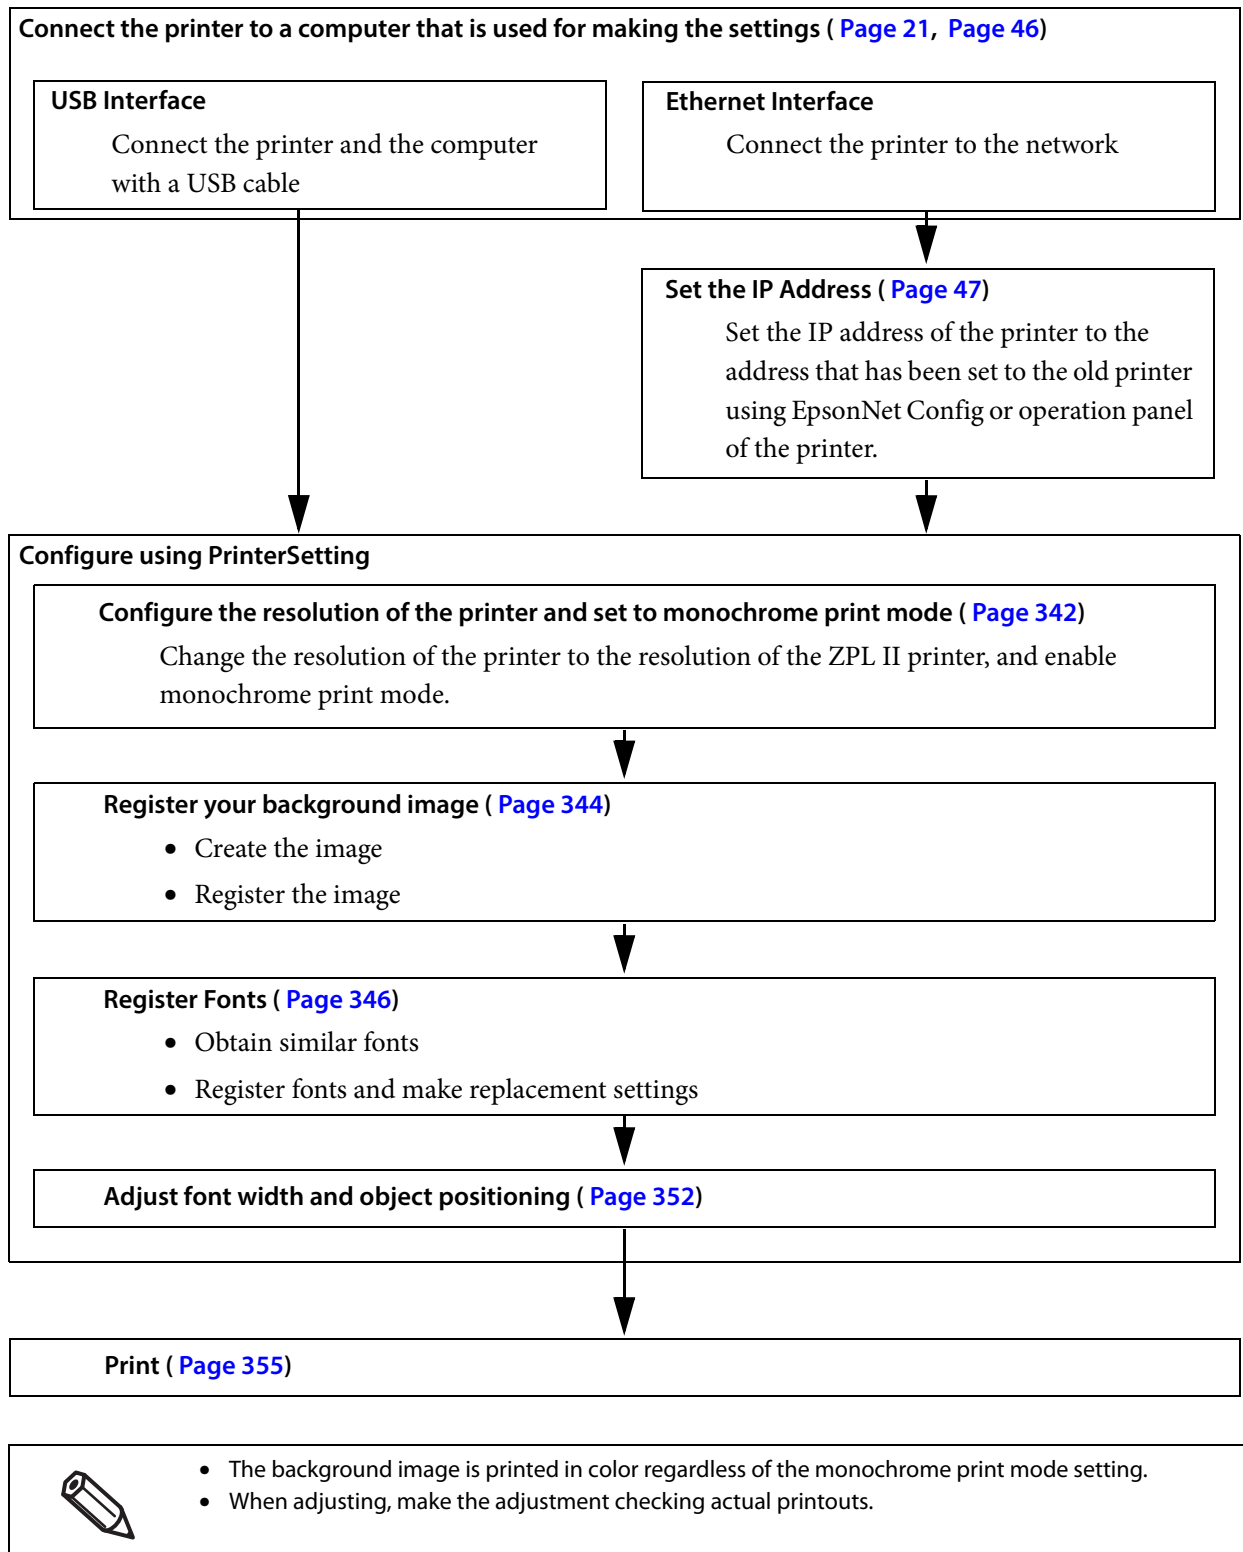 Connect the printer to a computer that is used for making the settings ( Page 21, Page 46)
USB Interface
Connect the printer and the computer
with a USB cable
Ethernet Interface
Connect the printer to the network
Set the IP Address ( Page 47)
Set the IP address of the printer to the
address that has been set to the old printer
using EpsonNet Config or operation panel
of the printer.
Configure using PrinterSetting
Configure the resolution of the printer and set to monochrome print mode ( Page 342)
Change the resolution of the printer to the resolution of the ZPL II printer, and enable
monochrome print mode.
Register your background image ( Page 344)
• Create the image
• Register the image
Register Fonts ( Page 346)
• Obtain similar fonts
• Register fonts and make replacement settings
Adjust font width and object positioning ( Page 352)
Print ( Page 355)
• The background image is printed in color regardless of the monochrome print mode setting.
• When adjusting, make the adjustment checking actual printouts.